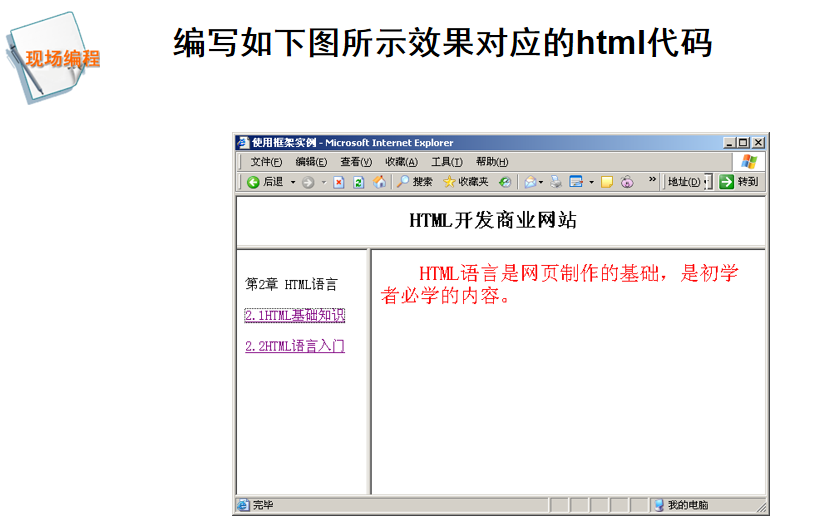 现场编程
编写如下图所示效果对应的html代码
使用框架实例 - Microsoft Internet Explorer
文件(F) 编辑(E) 查看(V) 收藏(A) 工具(T) 帮助(H)
后退 搜索 收藏夹 » 地址(D) 转到
HTML开发商业网站
第2章 HTML语言
2.1HTML基础知识
2.2HTML语言入门
HTML语言是网页制作的基础，是初学
者必学的内容。
完毕 我的电脑